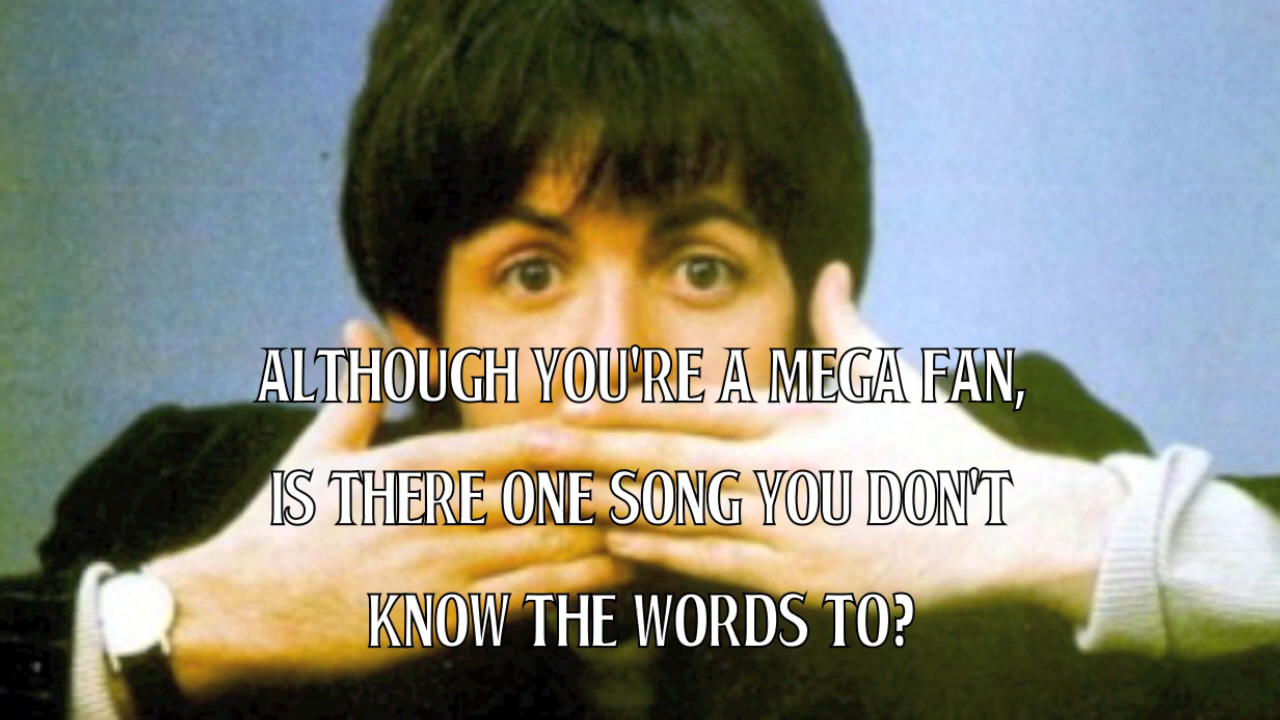 ALTHOUGH YOU'RE A MEGA FAN,
IS THERE ONE SONG YOU DON'T
KNOW THE WORDS TO?